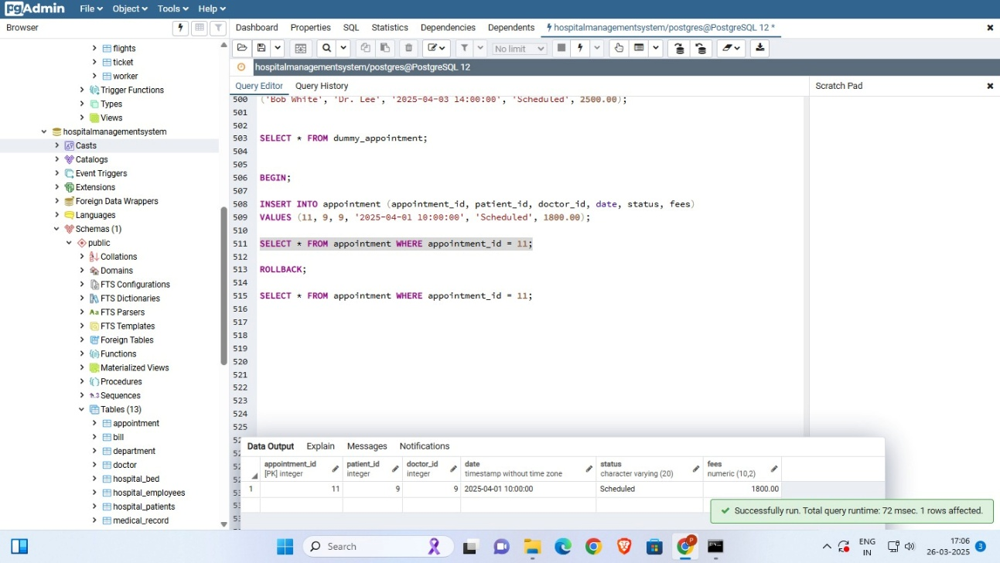 pgAdmin File Object Tools Help
Browser
Dashboard Properties SQL Statistics Dependencies Dependents hospitalmanagementsystem/postgres@PostgreSQL 12 *
No limit
hospitalmanagementsystem/postgres@PostgreSQL 12
Query Editor Query History
Scratch Pad
flights
ticket
worker
Trigger Functions
Types
Views
hospitalmanagementsystem
Casts
Catalogs
Event Triggers
Extensions
Foreign Data Wrappers
Languages
Schemas (1)
public
Collations
Domains
FTS Configurations
FTS Dictionaries
FTS Parsers
FTS Templates
Foreign Tables
Functions
Materialized Views
Procedures
Sequences
Tables (13)
appointment
bill
department
doctor
hospital_bed
hospital_employees
hospital_patients
medical_record
500 ('Bob White', 'Dr. Lee', '2025-04-03 14:00:00', 'Scheduled', 2500.00);
501
502
503 SELECT * FROM dummy_appointment;
504
505
506 BEGIN;
507
508 INSERT INTO appointment (appointment_id, patient_id, doctor_id, date, status, fees)
509 VALUES (11, 9, 9, '2025-04-01 10:00:00', 'Scheduled', 1800.00);
510
511 SELECT * FROM appointment WHERE appointment_id = 11;
512
513 ROLLBACK;
514
515 SELECT * FROM appointment WHERE appointment_id = 11;
516
517
518
519
520
521
522
523
524
525
Data Output Explain Messages Notifications
appointment_id patient_id doctor_id date status fees
[PK] integer integer integer timestamp without time zone character varying (20) numeric (10,2)
1 11 9 9 2025-04-01 10:00:00 Scheduled 1800.00
Successfully run. Total query runtime: 72 msec. 1 rows affected.
Search
ENG
IN
17:06
26-03-2025
3